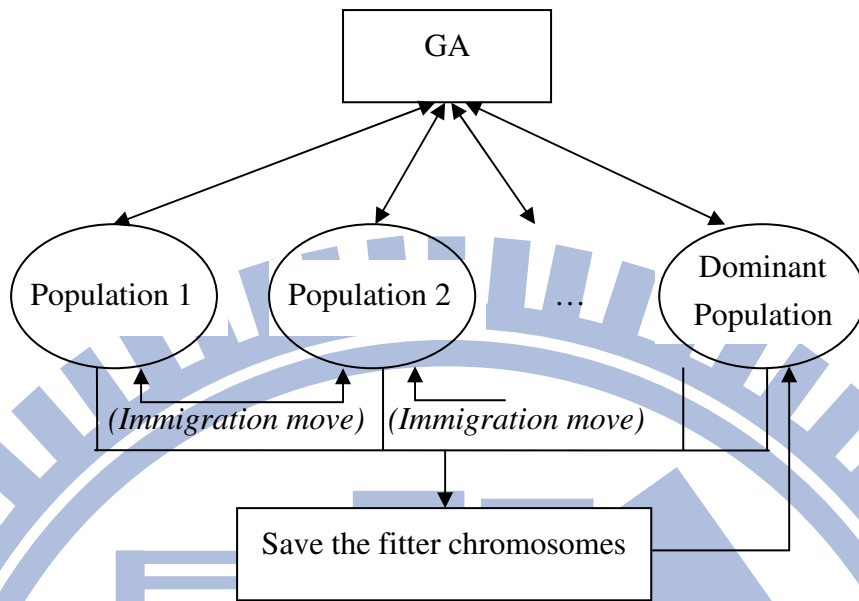 GA
Population 1
Population 2
…
Dominant
Population
(Immigration move)
(Immigration move)
Save the fitter chromosomes